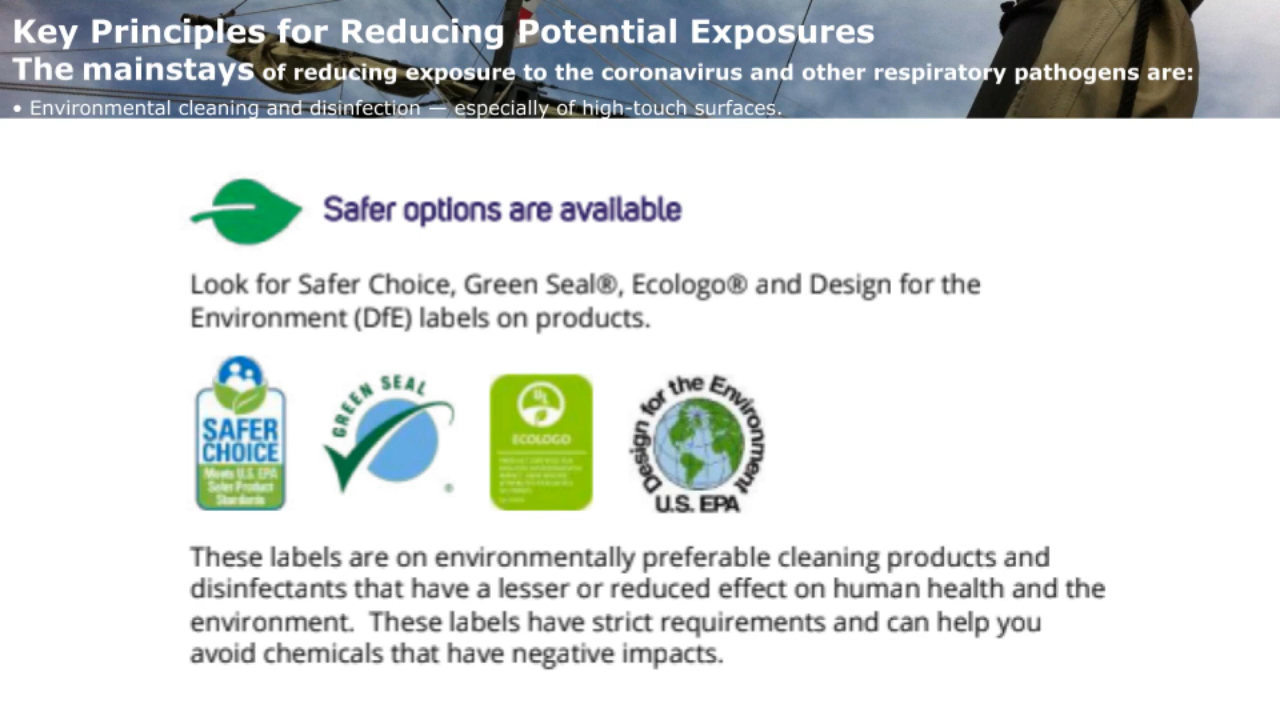 Key Principles for Reducing Potential Exposures
The mainstays of reducing exposure to the coronavirus and other respiratory pathogens are:
• Environmental cleaning and disinfection — especially of high-touch surfaces.
Safer options are available
Look for Safer Choice, Green Seal®, Ecologo® and Design for the
Environment (DfE) labels on products.
SAFER
CHOICE
Meets U.S. EPA
Safer Product
Standards
GREEN SEAL
®
UL
ECOLOGO
Design for the Environment
U.S. EPA
These labels are on environmentally preferable cleaning products and
disinfectants that have a lesser or reduced effect on human health and the
environment.  These labels have strict requirements and can help you
avoid chemicals that have negative impacts.